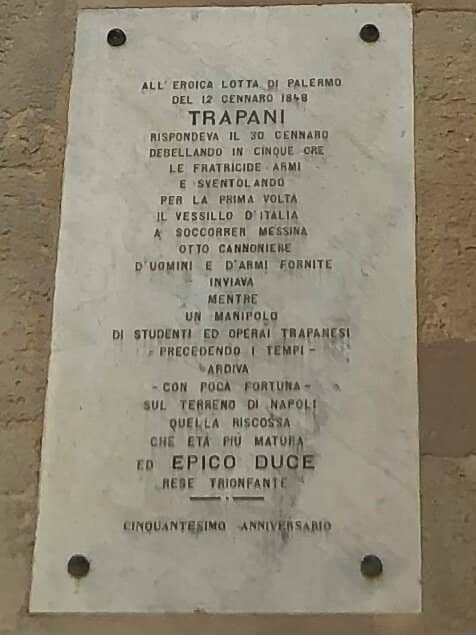 ALL'EROICA LOTTA DI PALERMO
DEL 12 GENNARO 1848
TRAPANI
RISPONDEVA IL 30 GENNARO
DEBELLANDO IN CINQUE ORE
LE FRATRICIDE ARMI
E SVENTOLANDO
PER LA PRIMA VOLTA
IL VESSILLO D'ITALIA
A SOCCORRER MESSINA
OTTO CANNONIERE
D'UOMINI E D'ARMI FORNITE
INVIAVA
MENTRE
UN MANIPOLO
DI STUDENTI ED OPERAI TRAPANESI
- PRECEDENDO I TEMPI -
ARDIVA
- CON POCA FORTUNA -
SUL TERRENO DI NAPOLI
QUELLA RISCOSSA
CHE ETÀ PIÙ MATURA
ED EPICO DUCE
RESE TRIONFANTE
CINQUANTESIMO ANNIVERSARIO